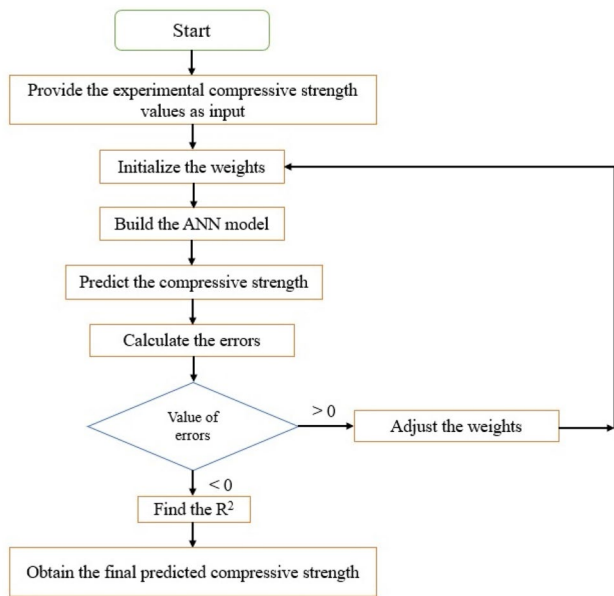 Start
Provide the experimental compressive strength
values as input
Initialize the weights
Build the ANN model
Predict the compressive strength
Calculate the errors
Value of
errors
> 0
Adjust the weights
< 0
Find the R²
Obtain the final predicted compressive strength